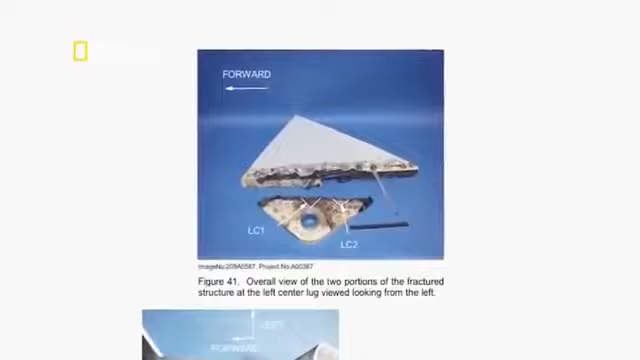 FORWARD
LC1
LC2
ImageNo:209A0587, Project No:A00387
Figure 41. Overall view of the two portions of the fractured
structure at the left center lug viewed looking from the left.
LEFT
FORWARD